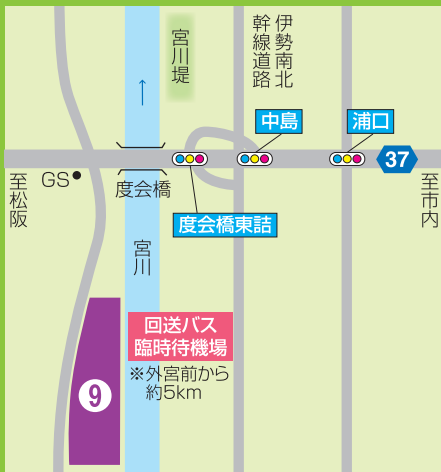 宮川堤
伊勢南北
幹線道路
↑
中島
浦口
37
GS
度会橋
至松阪
至市内
度会橋東詰
宮川
回送バス
臨時待機場
※外宮前から
約5km
9